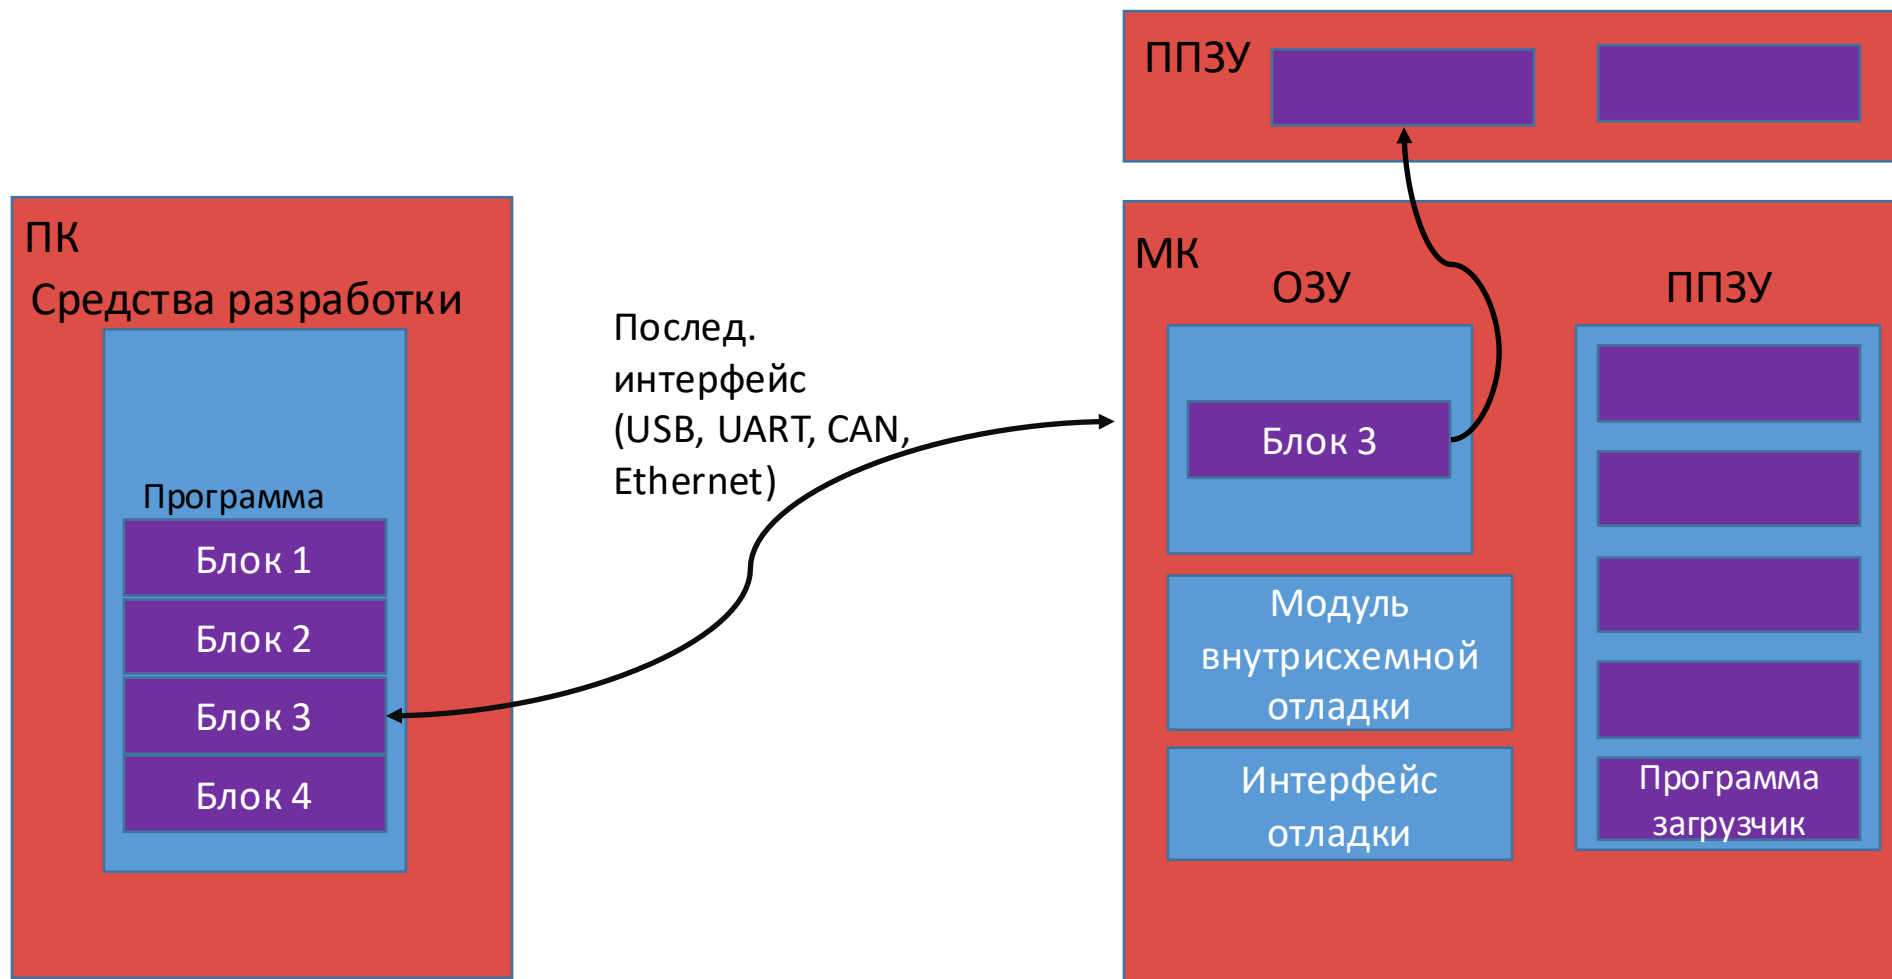 ППЗУ
ПК
Средства разработки
Программа
Блок 1
Блок 2
Блок 3
Блок 4
Послед.
интерфейс
(USB, UART, CAN,
Ethernet)
МК
ОЗУ
ППЗУ
Блок 3
Модуль
внутрисхемной
отладки
Интерфейс
отладки
Программа
загрузчик